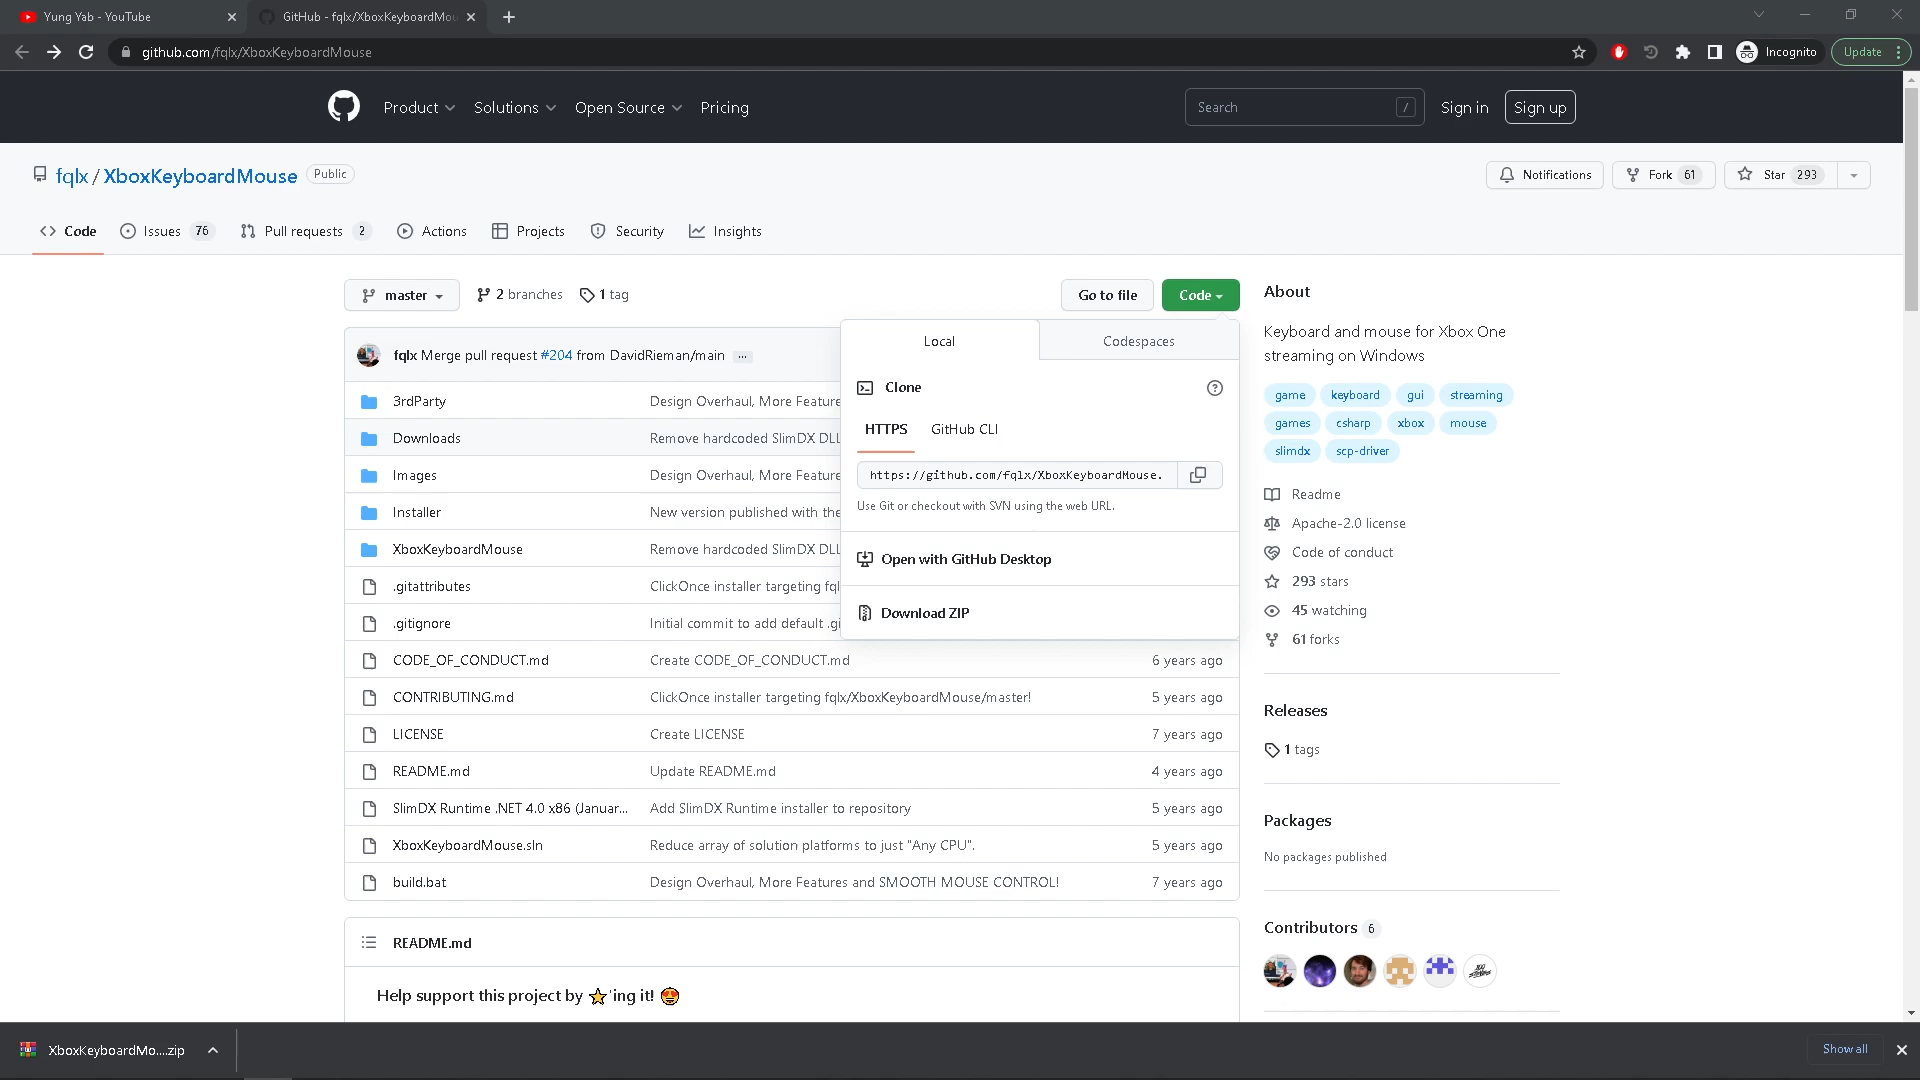 Yung Yab - YouTube
GitHub - fqlx/XboxKeyboardMou
github.com/fqlx/XboxKeyboardMouse
Incognito
Update
Product
Solutions
Open Source
Pricing
Search
/
Sign in
Sign up
fqlx / XboxKeyboardMouse
Public
Notifications
Fork 61
Star 293
Code
Issues 76
Pull requests 2
Actions
Projects
Security
Insights
master
2 branches
1 tag
Go to file
Code
fqlx Merge pull request #204 from DavidRieman/main ...
3rdParty
Design Overhaul, More Feature
Downloads
Remove hardcoded SlimDX DLL
Images
Design Overhaul, More Feature
Installer
New version published with the
XboxKeyboardMouse
Remove hardcoded SlimDX DLL
.gitattributes
ClickOnce installer targeting fql
.gitignore
Initial commit to add default .gi
CODE_OF_CONDUCT.md
Create CODE_OF_CONDUCT.md
6 years ago
CONTRIBUTING.md
ClickOnce installer targeting fqlx/XboxKeyboardMouse/master!
5 years ago
LICENSE
Create LICENSE
7 years ago
README.md
Update README.md
4 years ago
SlimDX Runtime .NET 4.0 x86 (Januar...
Add SlimDX Runtime installer to repository
5 years ago
XboxKeyboardMouse.sln
Reduce array of solution platforms to just "Any CPU".
5 years ago
build.bat
Design Overhaul, More Features and SMOOTH MOUSE CONTROL!
7 years ago
Local
Codespaces
Clone
HTTPS
GitHub CLI
https://github.com/fqlx/XboxKeyboardMouse.
Use Git or checkout with SVN using the web URL.
Open with GitHub Desktop
Download ZIP
README.md
Help support this project by ⭐'ing it! 😍
About
Keyboard and mouse for Xbox One
streaming on Windows
game keyboard gui streaming
games csharp xbox mouse
slimdx scp-driver
Readme
Apache-2.0 license
Code of conduct
293 stars
45 watching
61 forks
Releases
1 tags
Packages
No packages published
Contributors 6
XboxKeyboardMo....zip
Show all